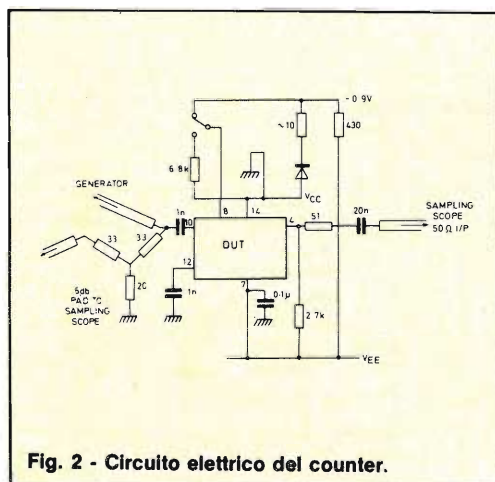 -0.9V
10
430
6.8k
VCC
GENERATOR
1n
10
8
14
4
51
20n
SAMPLING
SCOPE
50Ω I/P
33
33
DUT
12
7
1n
0.1µ
2.7k
20
6db
PAD TO
SAMPLING
SCOPE
VEE
Fig. 2 - Circuito elettrico del counter.